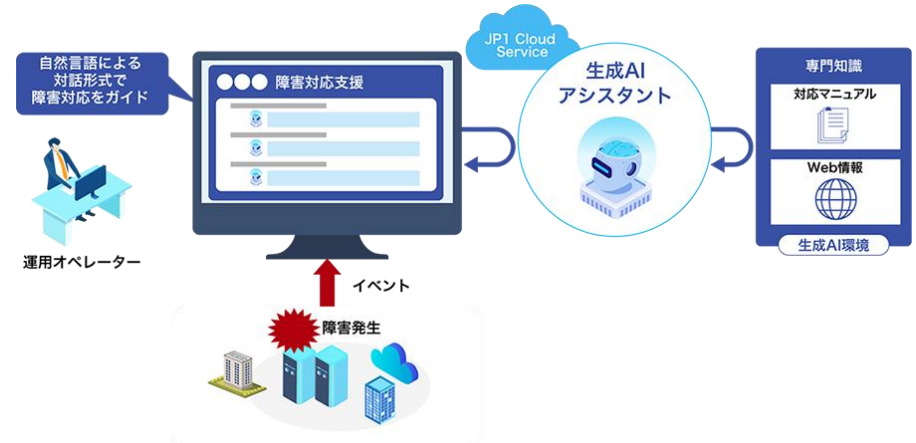 自然言語による
対話形式で
障害対応をガイド
運用オペレーター
障害対応支援
JP1 Cloud
Service
生成AI
アシスタント
専門知識
対応マニュアル
Web情報
生成AI環境
イベント
障害発生